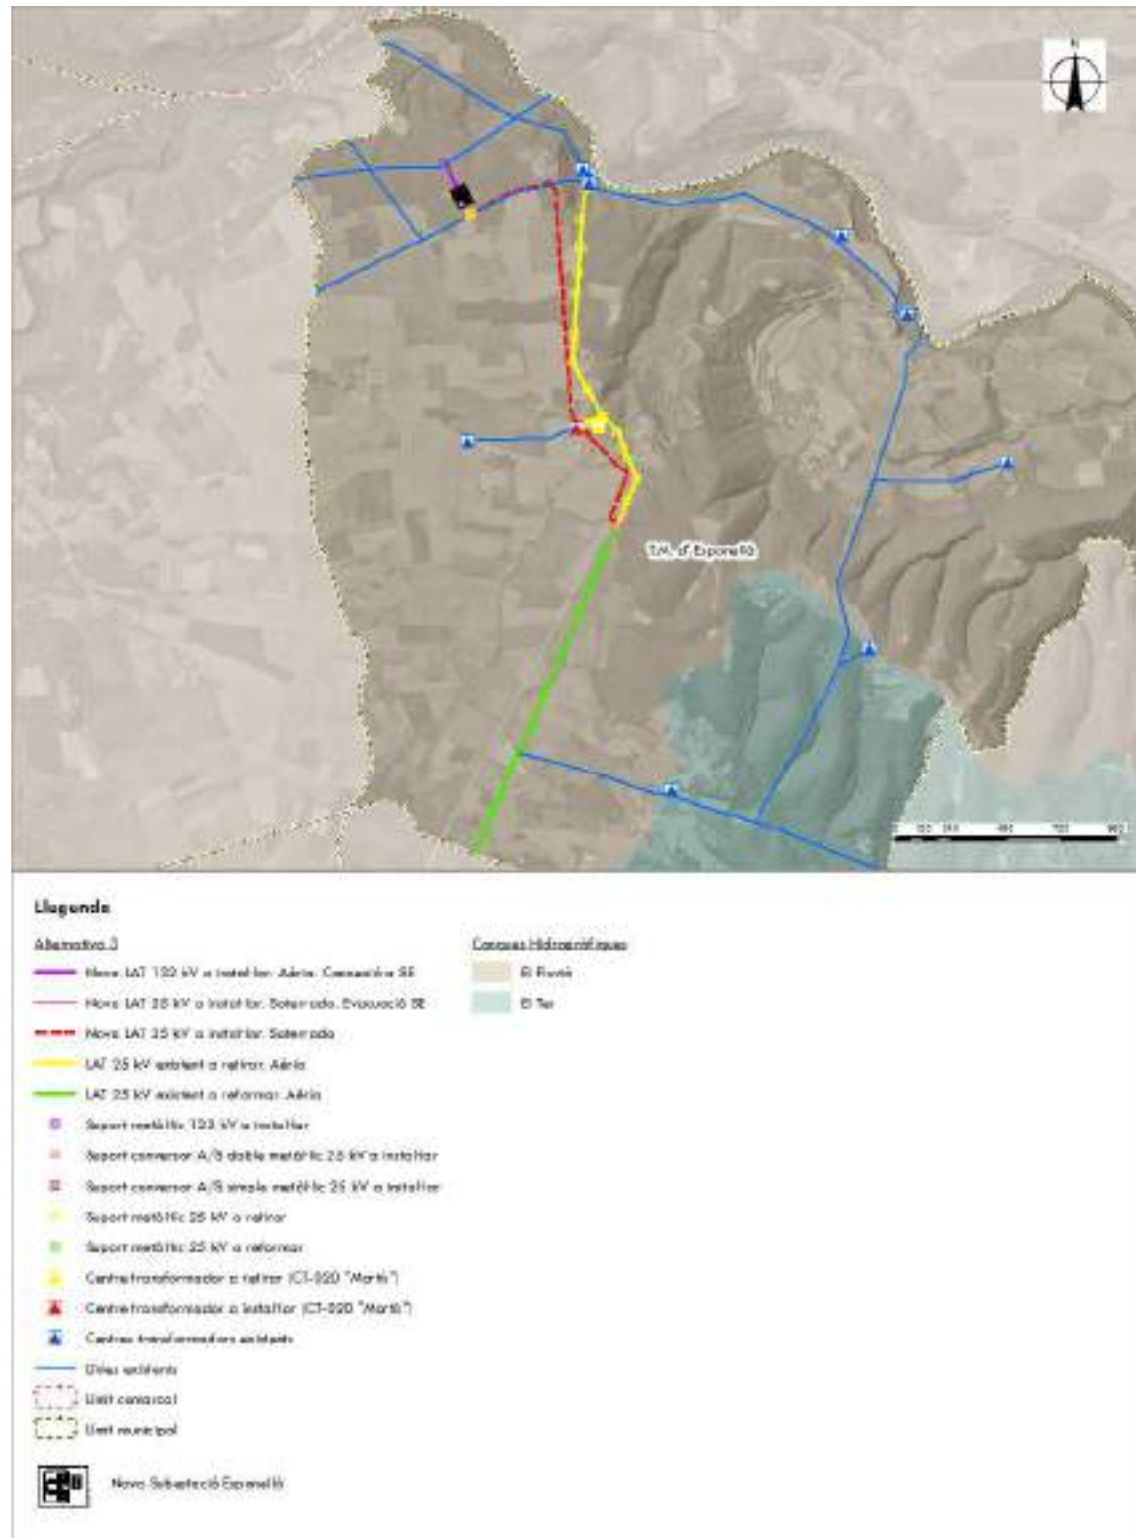 N
T.M. d'Esponellà
Llegenda
Alternativa 3
Conques Hidrogràfiques
Nova LAT 132 kV a instal·lar. Aèria. Connexió a SE
El Fluvià
Nova LAT 25 kV a instal·lar. Soterrada. Evacuació SE
El Ter
Nova LAT 25 kV a instal·lar. Soterrada
LAT 25 kV existent a retirar. Aèria
LAT 25 kV existent a reformar. Aèria
Suport metàl·lic 132 kV a instal·lar
Suport conversor A/S doble metàl·lic 25 kV a instal·lar
Suport conversor A/S simple metàl·lic 25 kV a instal·lar
Suport metàl·lic 25 kV a retirar
Suport metàl·lic 25 kV a reformar
Centre transformador a retirar (CT-020 "Martís")
Centre transformador a instal·lar (CT-020 "Martís")
Centres transformadors existents
Línies existents
Límit comarcal
Límit municipal
Nova Subestació Esponellà